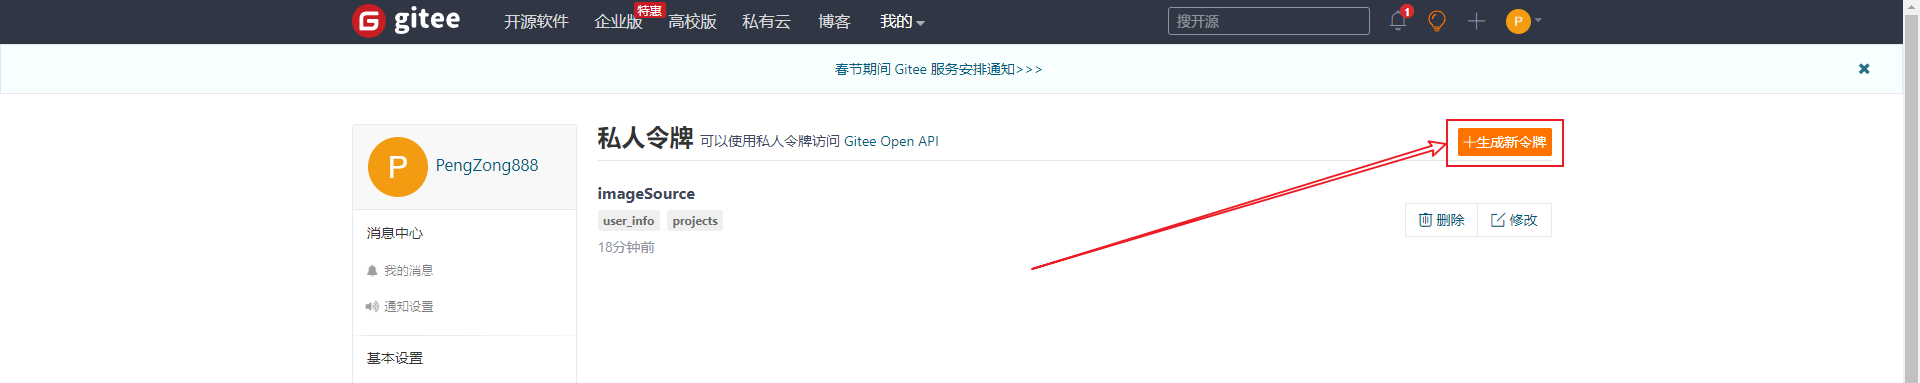 gitee 开源软件 企业版 特惠 高校版 私有云 博客 我的 搜开源 1 P
春节期间 Gitee 服务安排通知>>>
P PengZong888
消息中心
我的消息
通知设置
基本设置
私人令牌 可以使用私人令牌访问 Gitee Open API
+生成新令牌
imageSource
user_info projects
18分钟前
删除 修改